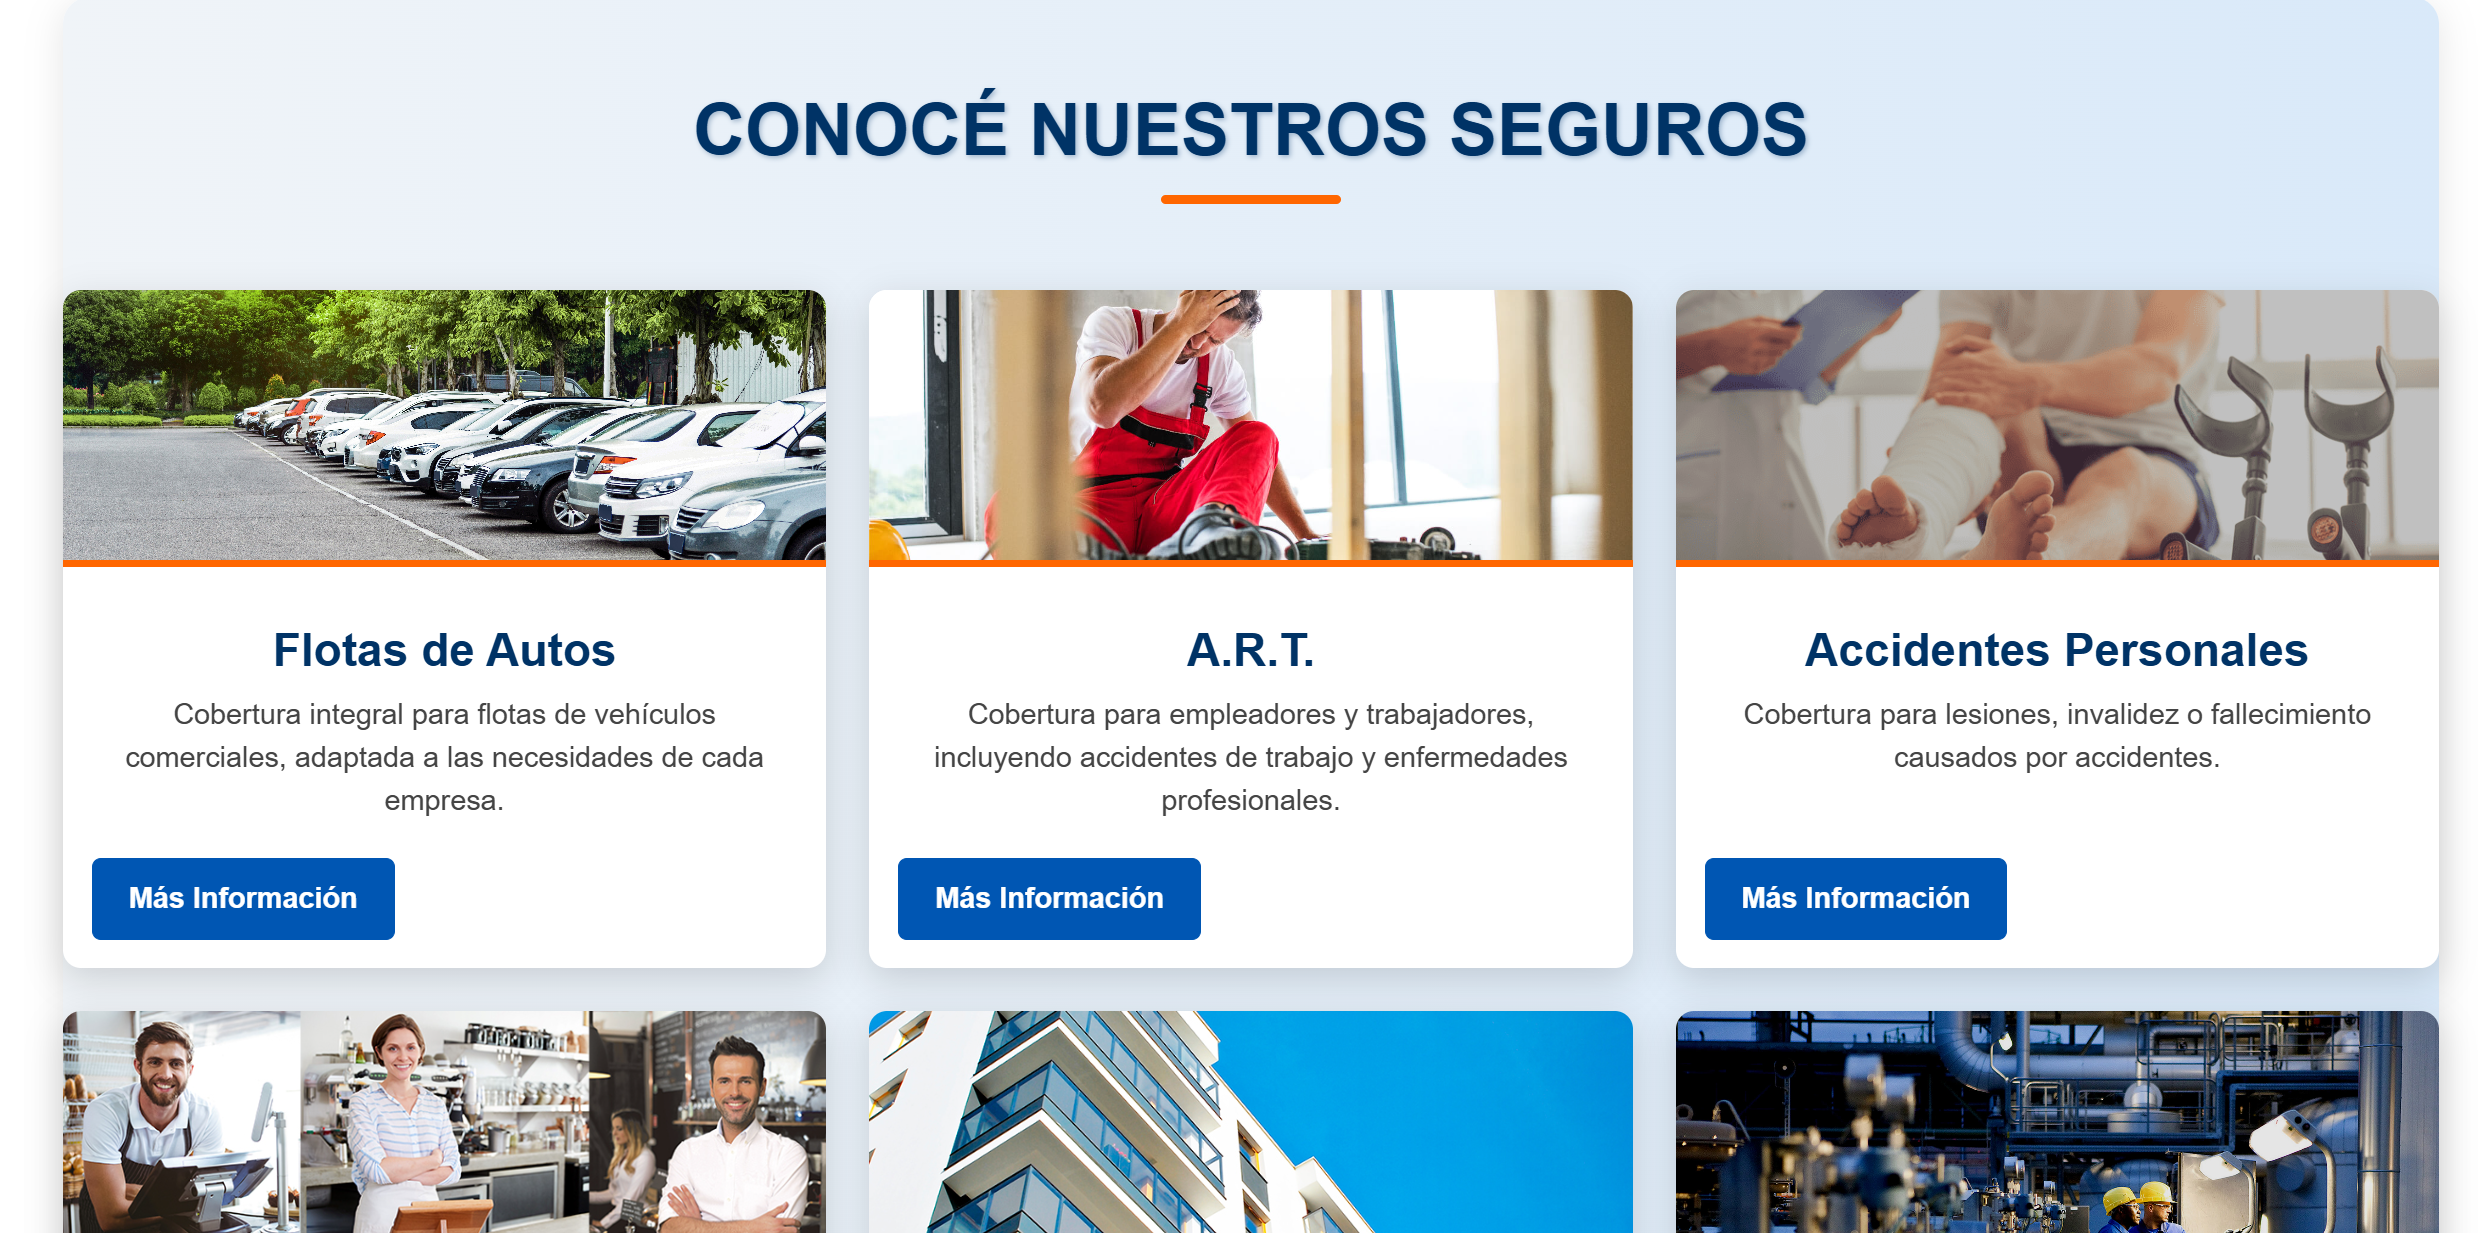 CONOCÉ NUESTROS SEGUROS
Flotas de Autos
Cobertura integral para flotas de vehículos
comerciales, adaptada a las necesidades de cada
empresa.
Más Información
A.R.T.
Cobertura para empleadores y trabajadores,
incluyendo accidentes de trabajo y enfermedades
profesionales.
Más Información
Accidentes Personales
Cobertura para lesiones, invalidez o fallecimiento
causados por accidentes.
Más Información